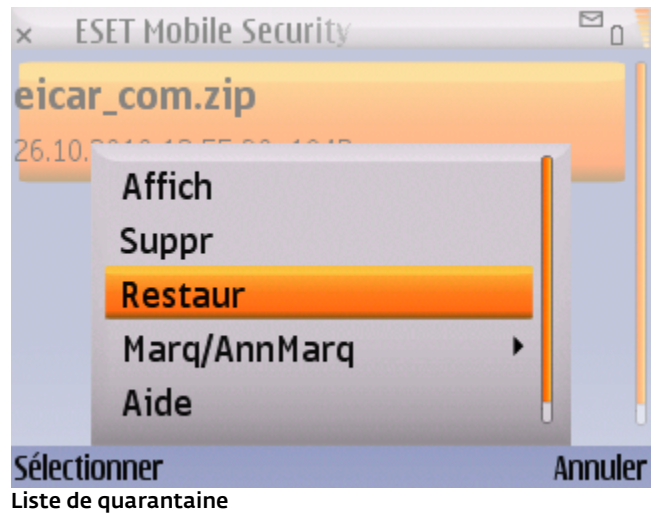 × ESET Mobile Security
eicar_com.zip
26.10.
Affich
Suppr
Restaur
Marq/AnnMarq
Aide
Sélectionner Annuler
Liste de quarantaine